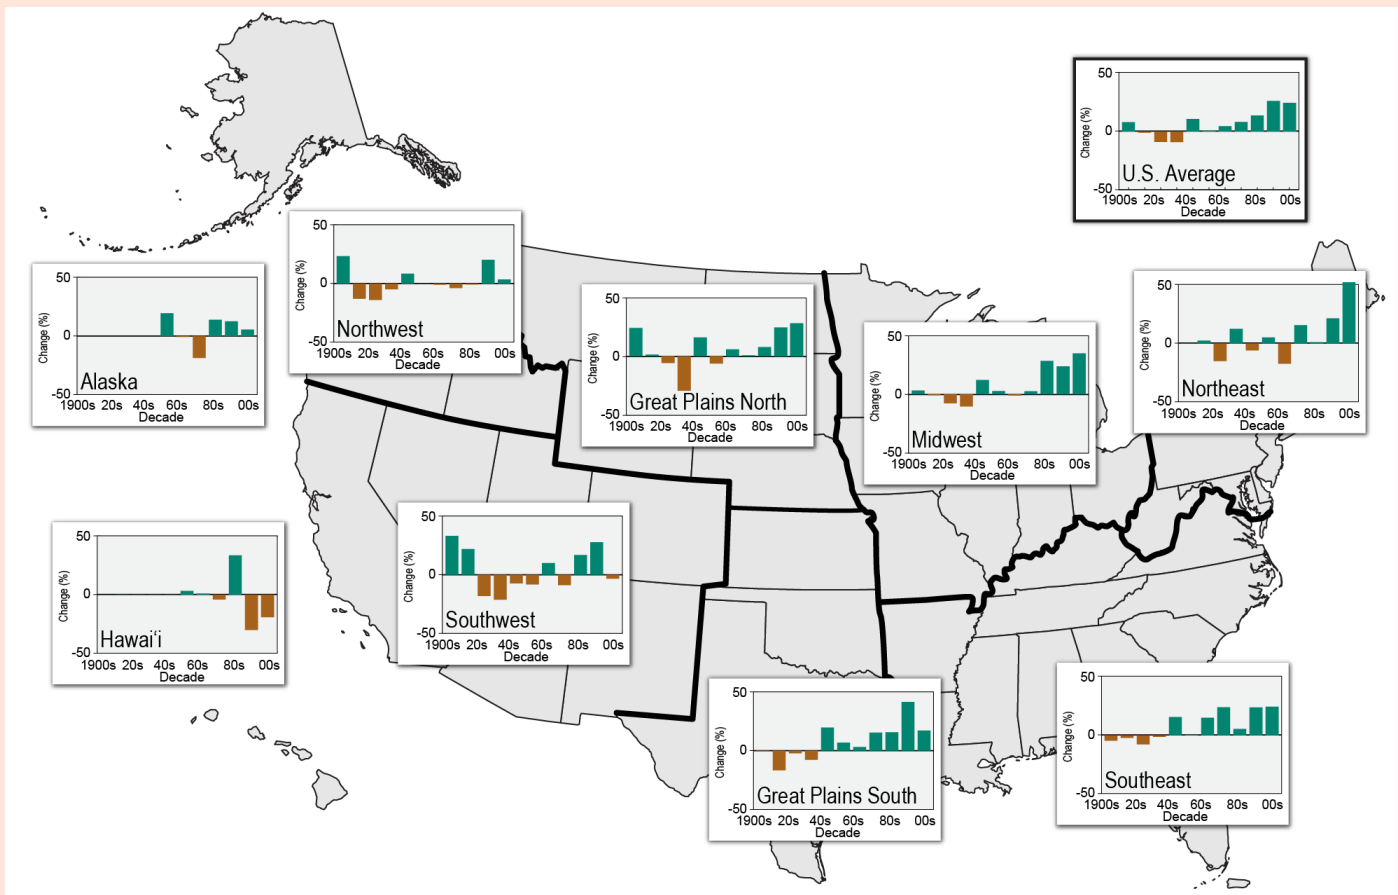 50
Change (%)
0
U.S. Average
-50
1900s 20s 40s 60s 80s 00s
Decade
50
Change (%)
0
Northwest
-50
1900s 20s 40s 60s 80s 00s
Decade
50
Change (%)
0
Alaska
-50
1900s 20s 40s 60s 80s 00s
Decade
50
Change (%)
0
Great Plains North
-50
1900s 20s 40s 60s 80s 00s
Decade
50
Change (%)
0
Midwest
-50
1900s 20s 40s 60s 80s 00s
Decade
50
Change (%)
0
Northeast
-50
1900s 20s 40s 60s 80s 00s
Decade
50
Change (%)
0
Hawai‘i
-50
1900s 20s 40s 60s 80s 00s
Decade
50
Change (%)
0
Southwest
-50
1900s 20s 40s 60s 80s 00s
Decade
50
Change (%)
0
Great Plains South
-50
1900s 20s 40s 60s 80s 00s
Decade
50
Change (%)
0
Southeast
-50
1900s 20s 40s 60s 80s 00s
Decade